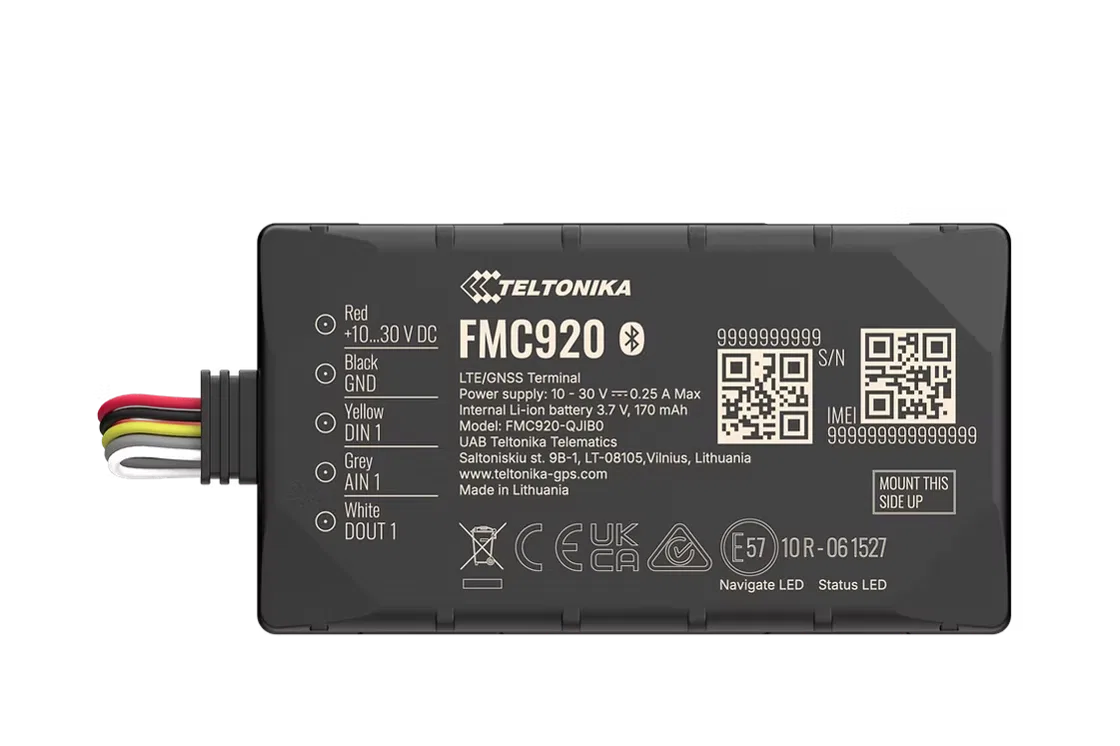 Red
+10...30 V DC
Black
GND
Yellow
DIN 1
Grey
AIN 1
White
DOUT 1
TELTONIKA
FMC920
LTE/GNSS Terminal
Power supply: 10 - 30 V ⎓ 0.25 A Max
Internal Li-ion battery 3.7 V, 170 mAh
Model: FMC920-QJIB0
UAB Teltonika Telematics
Saltoniskiu st. 9B-1, LT-08105,Vilnius, Lithuania
www.teltonika-gps.com
Made in Lithuania
9999999999
S/N
IMEI
999999999999999
MOUNT THIS
SIDE UP
CE
UK
CA
E57 10 R - 06 1527
Navigate LED Status LED